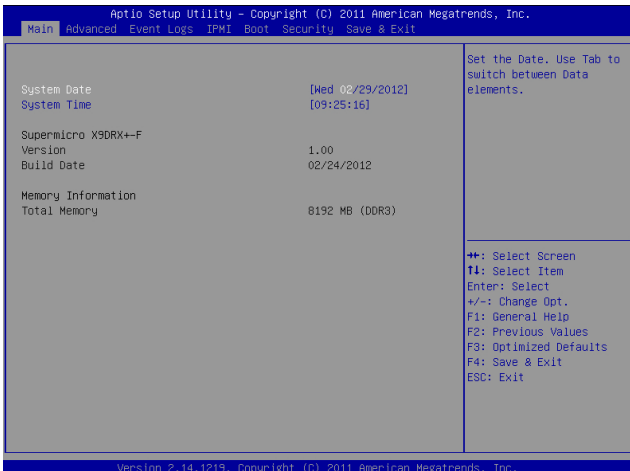 Aptio Setup Utility – Copyright (C) 2011 American Megatrends, Inc.
Main Advanced Event Logs IPMI Boot Security Save & Exit
Set the Date. Use Tab to
switch between Data
elements.
System Date [Wed 02/29/2012]
System Time [09:25:16]
Supermicro X9DRX+-F
Version 1.00
Build Date 02/24/2012
Memory Information
Total Memory 8192 MB (DDR3)
→←: Select Screen
↑↓: Select Item
Enter: Select
+/-: Change Opt.
F1: General Help
F2: Previous Values
F3: Optimized Defaults
F4: Save & Exit
ESC: Exit
Version 2.14.1219. Copyright (C) 2011 American Megatrends, Inc.